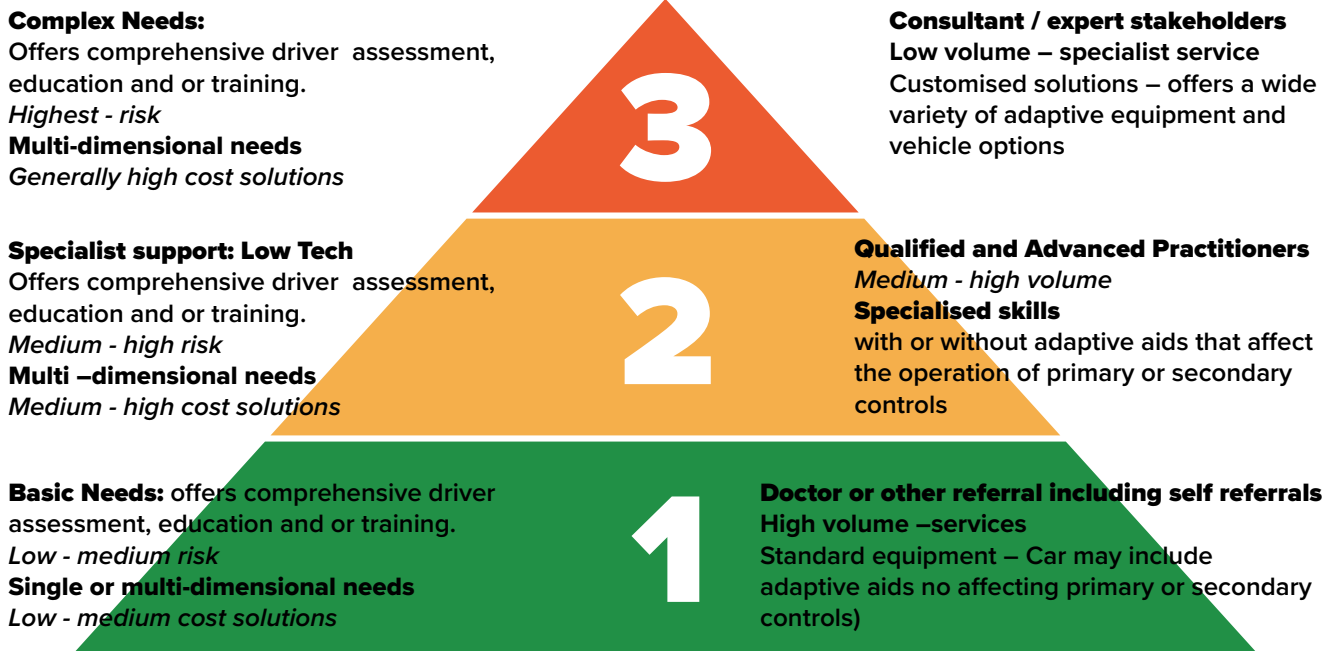 Complex Needs:
Offers comprehensive driver assessment,
education and or training.
Highest - risk
Multi-dimensional needs
Generally high cost solutions
3
Consultant / expert stakeholders
Low volume – specialist service
Customised solutions – offers a wide
variety of adaptive equipment and
vehicle options
Specialist support: Low Tech
Offers comprehensive driver assessment,
education and or training.
Medium - high risk
Multi –dimensional needs
Medium - high cost solutions
2
Qualified and Advanced Practitioners
Medium - high volume
Specialised skills
with or without adaptive aids that affect
the operation of primary or secondary
controls
Basic Needs: offers comprehensive driver
assessment, education and or training.
Low - medium risk
Single or multi-dimensional needs
Low - medium cost solutions
1
Doctor or other referral including self referrals
High volume –services
Standard equipment – Car may include
adaptive aids no affecting primary or secondary
controls)